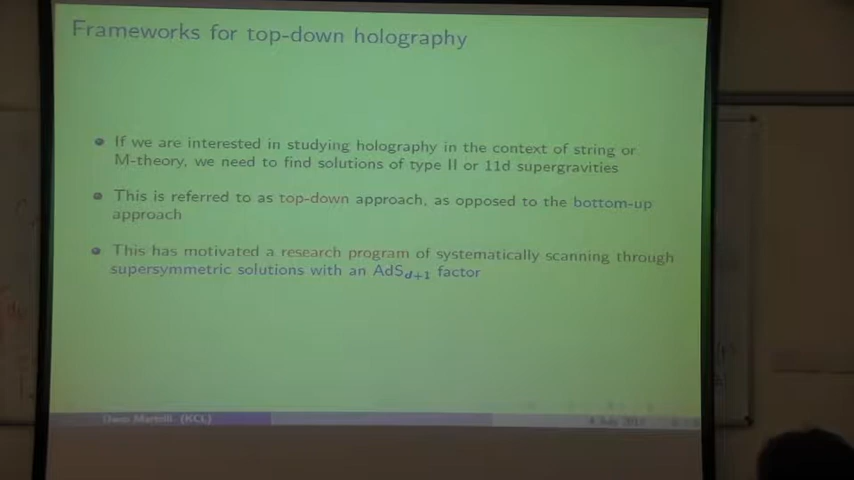 Frameworks for top-down holography
If we are interested in studying holography in the context of string or
M-theory, we need to find solutions of type II or 11d supergravities
This is referred to as top-down approach, as opposed to the bottom-up
approach
This has motivated a research program of systematically scanning through
supersymmetric solutions with an AdS_{d+1} factor
(KCL)
July